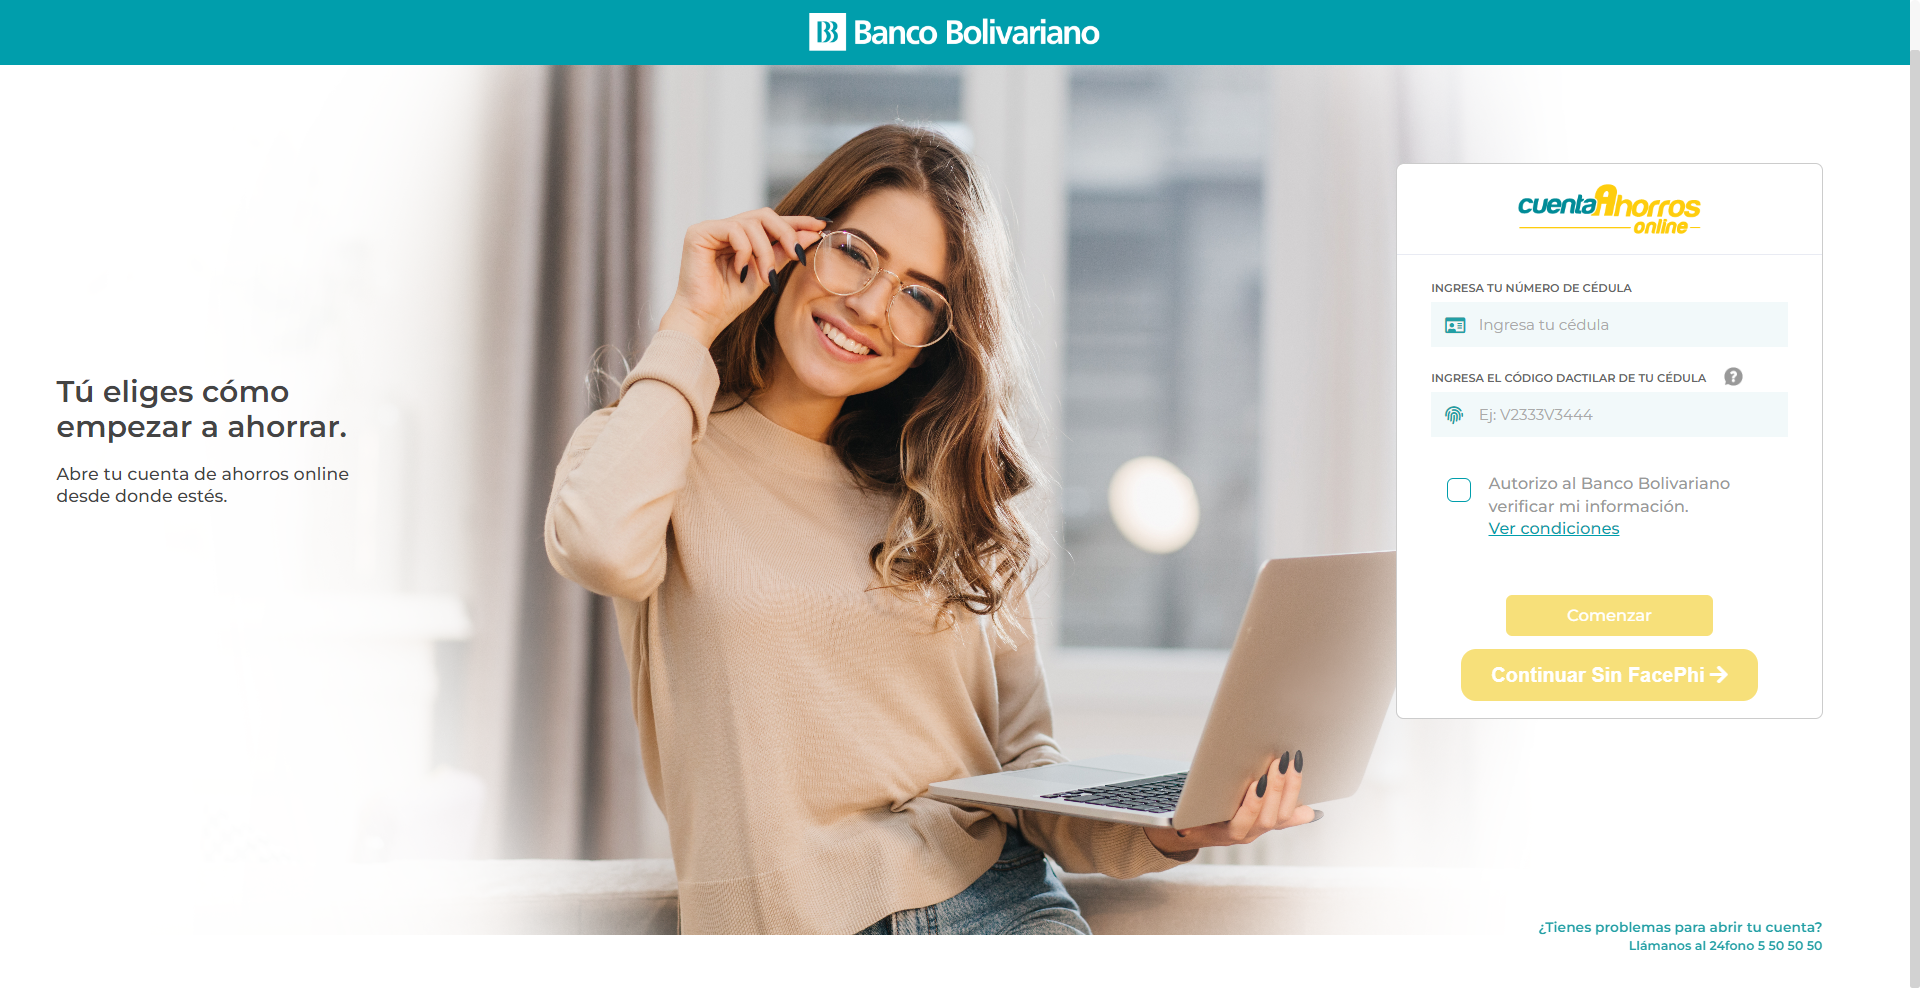 Banco Bolivariano
Tú eliges cómo
empezar a ahorrar.
Abre tu cuenta de ahorros online
desde donde estés.
cuentaAhorros
online
INGRESA TU NÚMERO DE CÉDULA
Ingresa tu cédula
INGRESA EL CÓDIGO DACTILAR DE TU CÉDULA
Ej: V2333V3444
Autorizo al Banco Bolivariano
verificar mi información.
Ver condiciones
Comenzar
Continuar Sin FacePhi
¿Tienes problemas para abrir tu cuenta?
Llámanos al 24fono 5 50 50 50